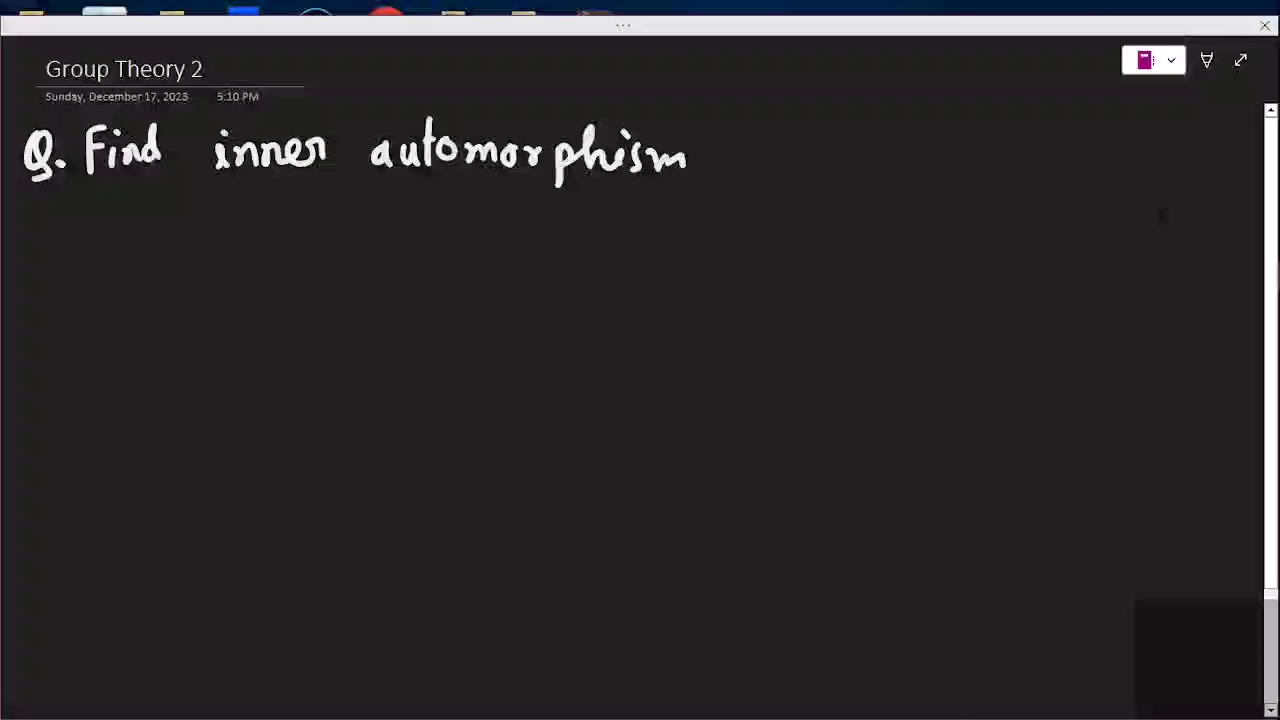 Group Theory 2
Sunday, December 17, 2023 5:10 PM
Q. Find inner automorphism